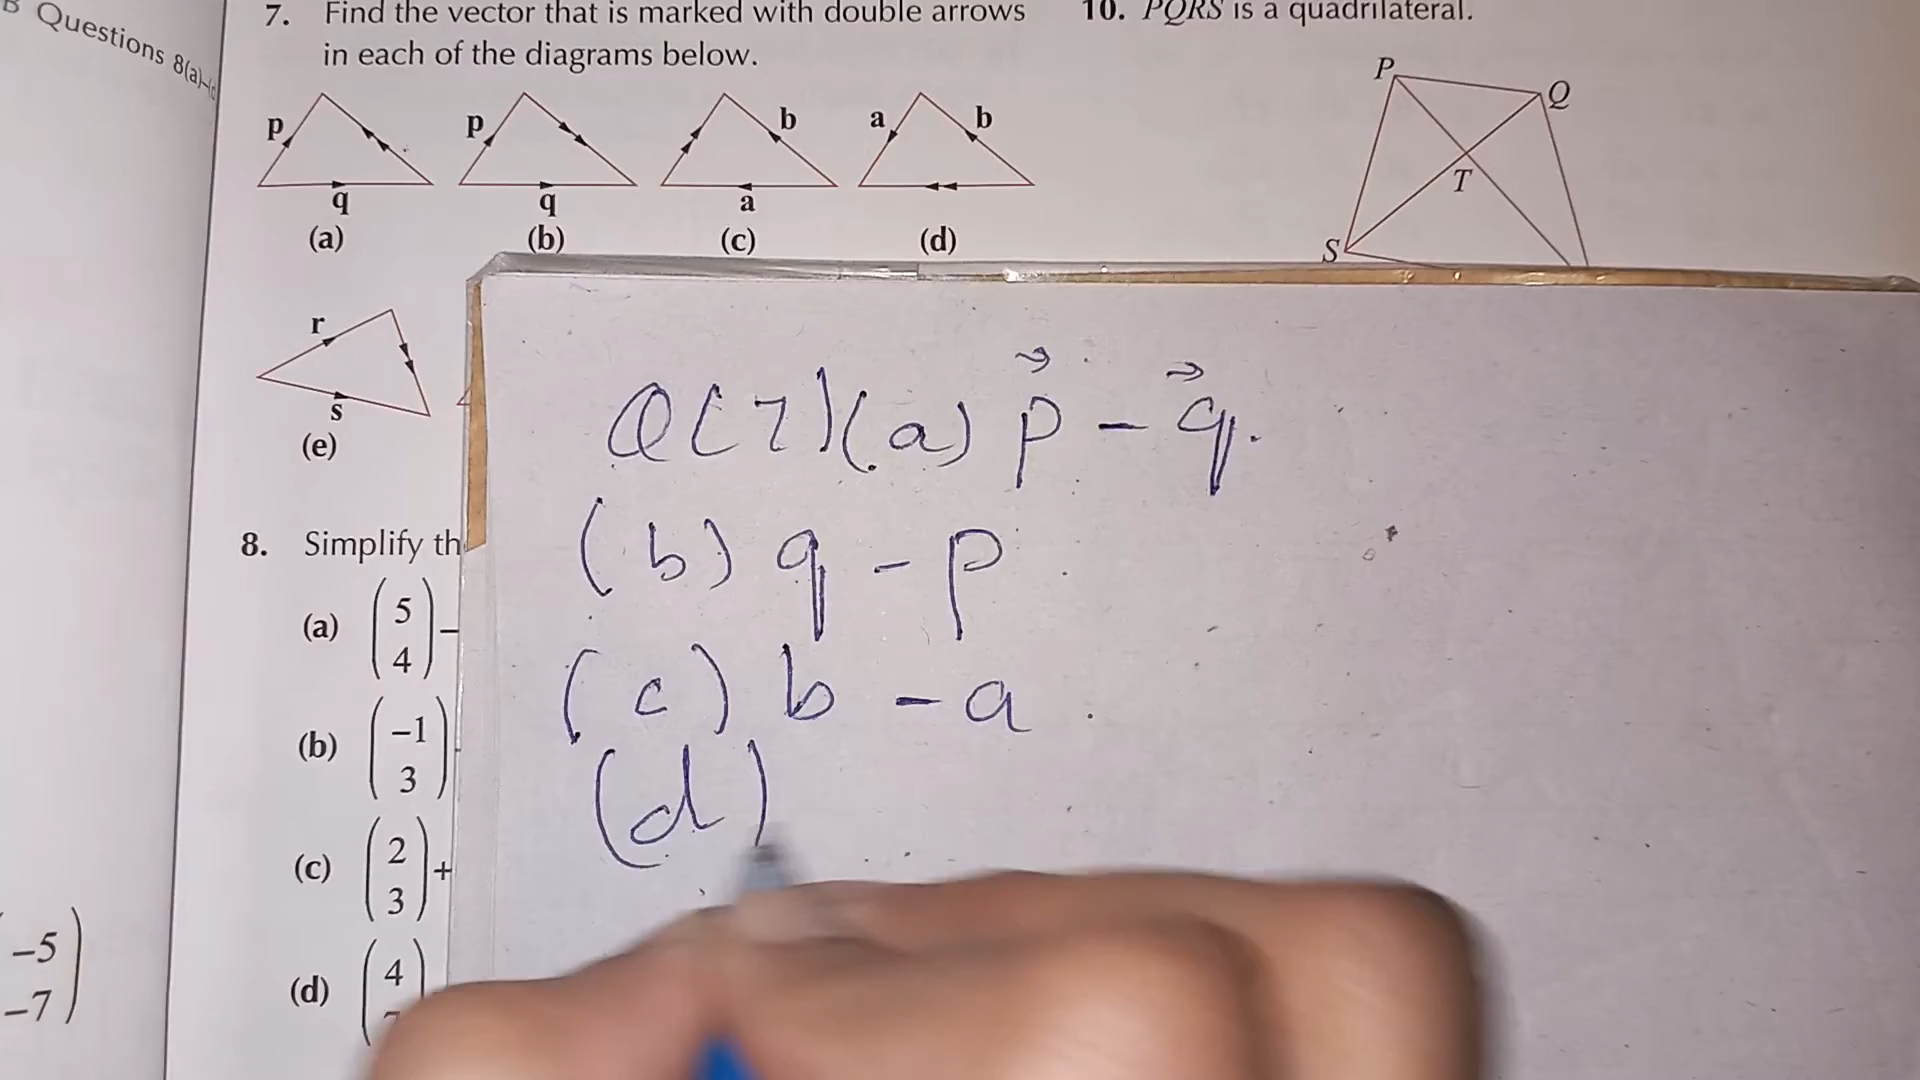 Questions 8(a)–
7. Find the vector that is marked with double arrows
in each of the diagrams below.
p q (a)
p q (b)
b a (c)
a b (d)
r s (e)
8. Simplify th
(a) (5 4) –
(b) (–1 3)
(c) (2 3) +
(d) (4
–5
–7
10. PQRS is a quadrilateral.
P Q T S
Q(7)(a) p⃗ – q⃗.
(b) q – p
(c) b – a
(d)